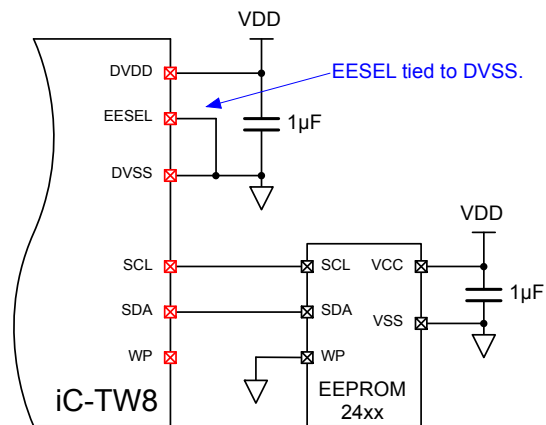 VDD
DVDD
EESEL tied to DVSS.
EESEL
1µF
DVSS
VDD
SCL
SCL
VCC
1µF
SDA
SDA
VSS
WP
WP
iC-TW8
EEPROM
24xx